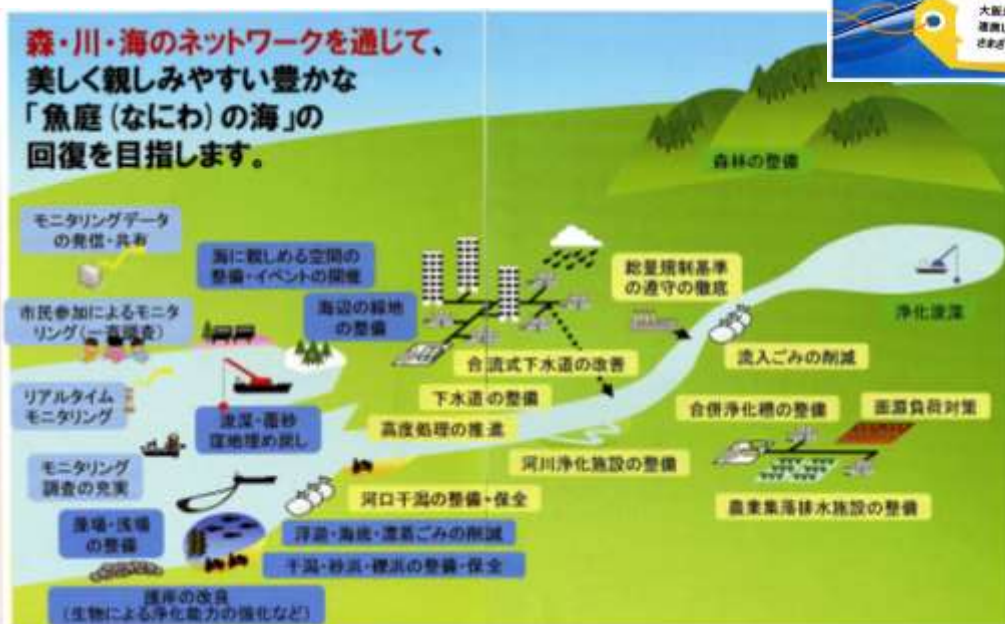 森・川・海のネットワークを通じて、
美しく親しみやすい豊かな
「魚庭(なにわ)の海」の
回復を目指します。
森林の整備
モニタリングデータ
の発信・共有
海に親しめる空間の
整備・イベントの開催
総量規制基準
の遵守の徹底
浄化浚渫
市民参加によるモニタ
リング(一斉調査)
海辺の緑地
の整備
合流式下水道の改善
流入ごみの削減
リアルタイム
モニタリング
浚渫・覆砂
窪地埋め戻し
下水道の整備
高度処理の推進
合併浄化槽の整備
面源負荷対策
モニタリング
調査の充実
河川浄化施設の整備
河口干潟の整備・保全
農業集落排水施設の整備
藻場・浅場
の整備
浮遊・海底・漂着ごみの削減
干潟・砂浜・礫浜の整備・保全
護岸の改良
(生物による浄化能力の強化など)